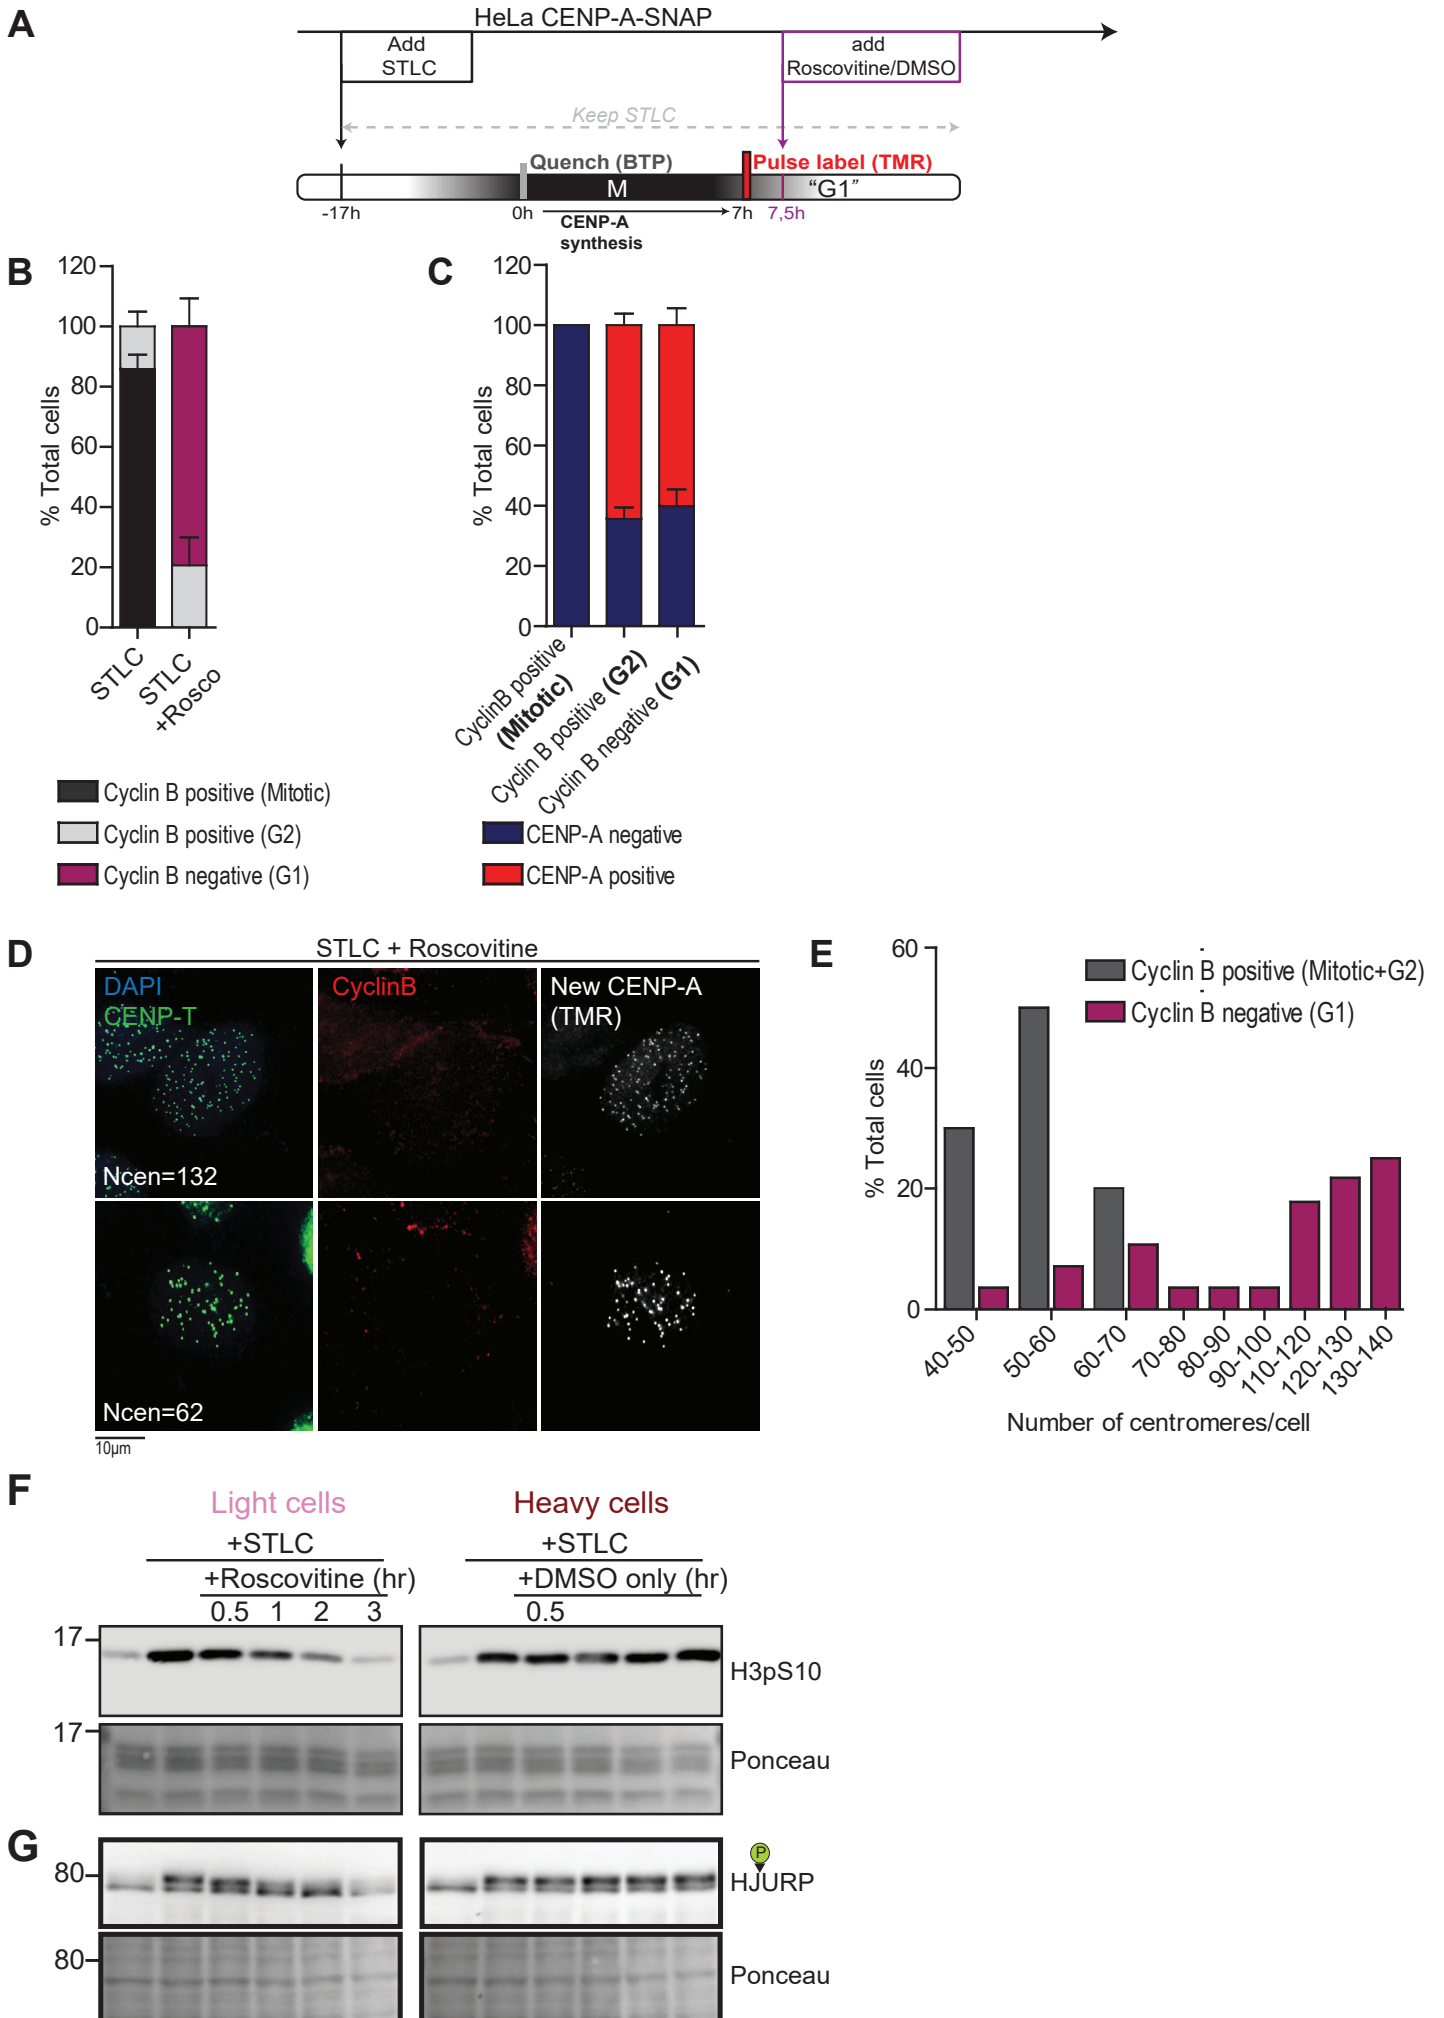 A
HeLa CENP-A-SNAP
Add
STLC
add
Roscovitine/DMSO
Keep STLC
Quench (BTP)
Pulse label (TMR)
M
“G1”
-17h
0h
CENP-A
synthesis
7h
7,5h
B
% Total cells
120
100
80
60
40
20
0
STLC
STLC
+Rosco
Cyclin B positive (Mitotic)
Cyclin B positive (G2)
Cyclin B negative (G1)
C
% Total cells
120
100
80
60
40
20
0
CyclinB positive
(Mitotic)
Cyclin B positive (G2)
Cyclin B negative (G1)
CENP-A negative
CENP-A positive
D
STLC + Roscovitine
DAPI
CENP-T
CyclinB
New CENP-A
(TMR)
Ncen=132
Ncen=62
10µm
E
% Total cells
60
40
20
0
Cyclin B positive (Mitotic+G2)
Cyclin B negative (G1)
40-50
50-60
60-70
70-80
80-90
90-100
110-120
120-130
130-140
Number of centromeres/cell
F
Light cells
+STLC
+Roscovitine (hr)
0.5 1 2 3
Heavy cells
+STLC
+DMSO only (hr)
0.5
17
H3pS10
17
Ponceau
G
80
P
HJURP
80
Ponceau